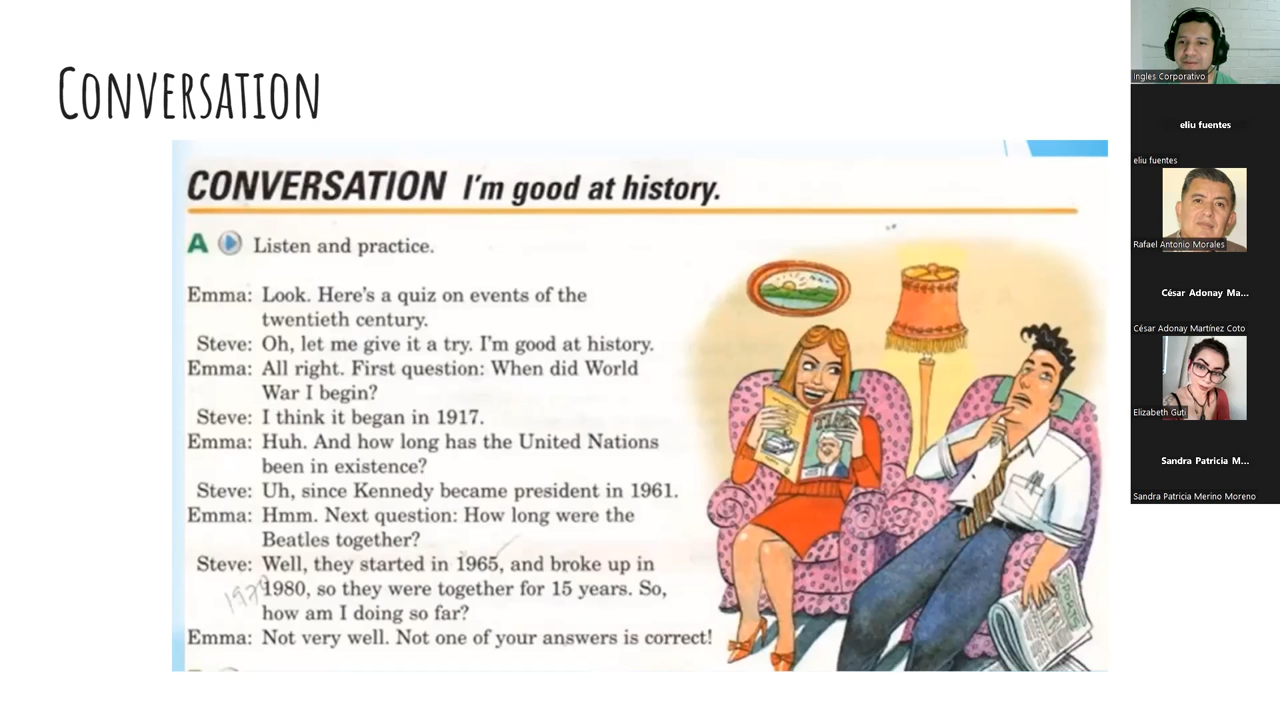 CONVERSATION
CONVERSATION I'm good at history.
A Listen and practice.
Emma: Look. Here's a quiz on events of the
twentieth century.
Steve: Oh, let me give it a try. I'm good at history.
Emma: All right. First question: When did World
War I begin?
Steve: I think it began in 1917.
Emma: Huh. And how long has the United Nations
been in existence?
Steve: Uh, since Kennedy became president in 1961.
Emma: Hmm. Next question: How long were the
Beatles together?
Steve: Well, they started in 1965, and broke up in
1980, so they were together for 15 years. So,
how am I doing so far?
Emma: Not very well. Not one of your answers is correct!
Ingles Corporativo
eliu fuentes
eliu fuentes
Rafael Antonio Morales
César Adonay Ma...
César Adonay Martínez Coto
Elizabeth Guti
Sandra Patricia M...
Sandra Patricia Merino Moreno